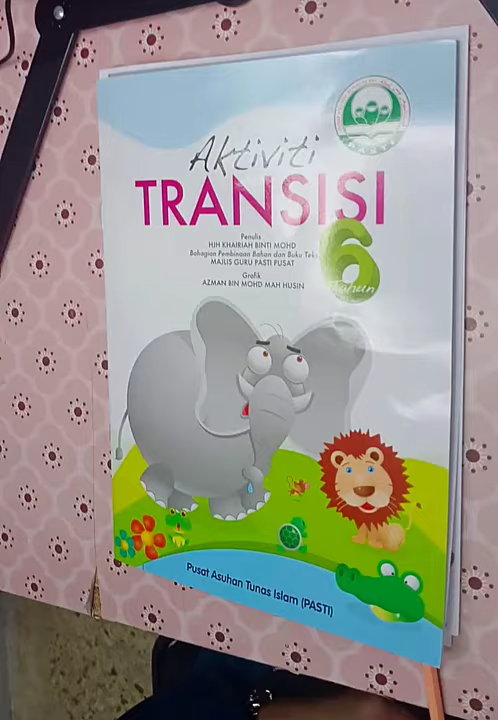 Aktiviti
TRANSISI
6
Tahun
Penulis
HJH KHAIRIAH BINTI MOHD
Bahagian Pembinaan Bahan dan Buku Teks
MAJLIS GURU PASTI PUSAT
Grafik
AZMAN BIN MOHD MAH HUSIN
Pusat Asuhan Tunas Islam (PASTI)